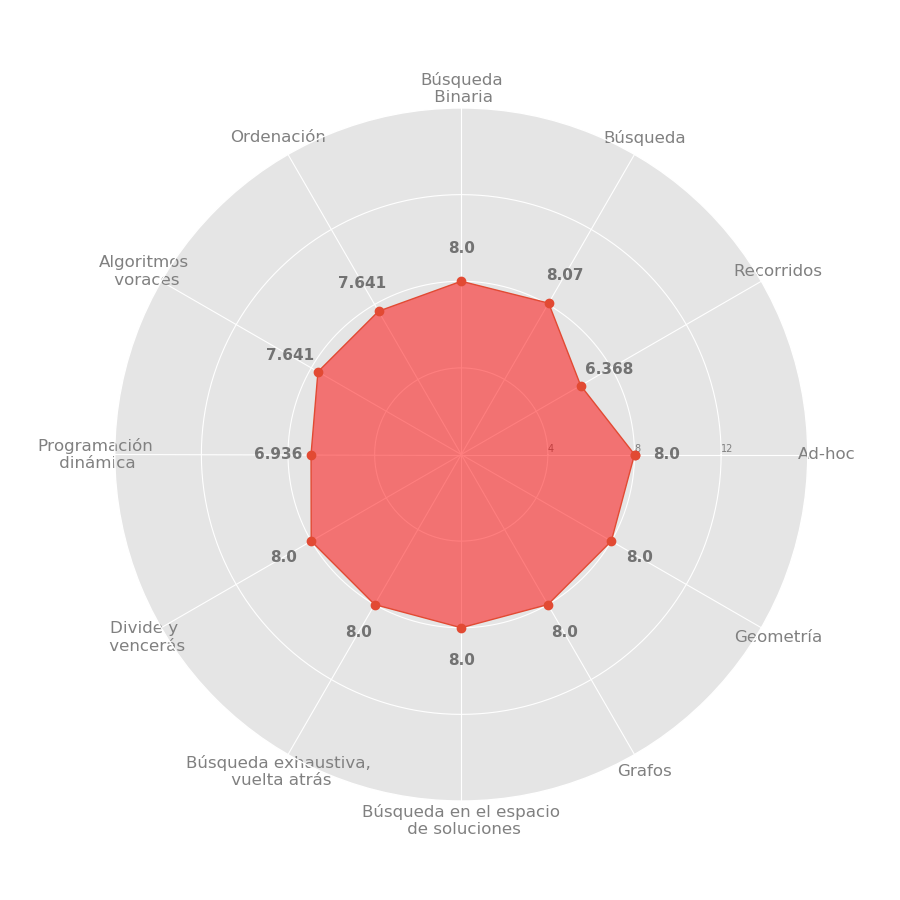 Búsqueda
Binaria
Ordenación
Búsqueda
8.0
Algoritmos
voraces
7.641
8.07
Recorridos
7.641
6.368
Programación
dinámica
6.936
4
8
12
8.0
Ad-hoc
8.0
8.0
Divide y
vencerás
8.0
8.0
8.0
Geometría
Búsqueda exhaustiva,
vuelta atrás
Grafos
Búsqueda en el espacio
de soluciones